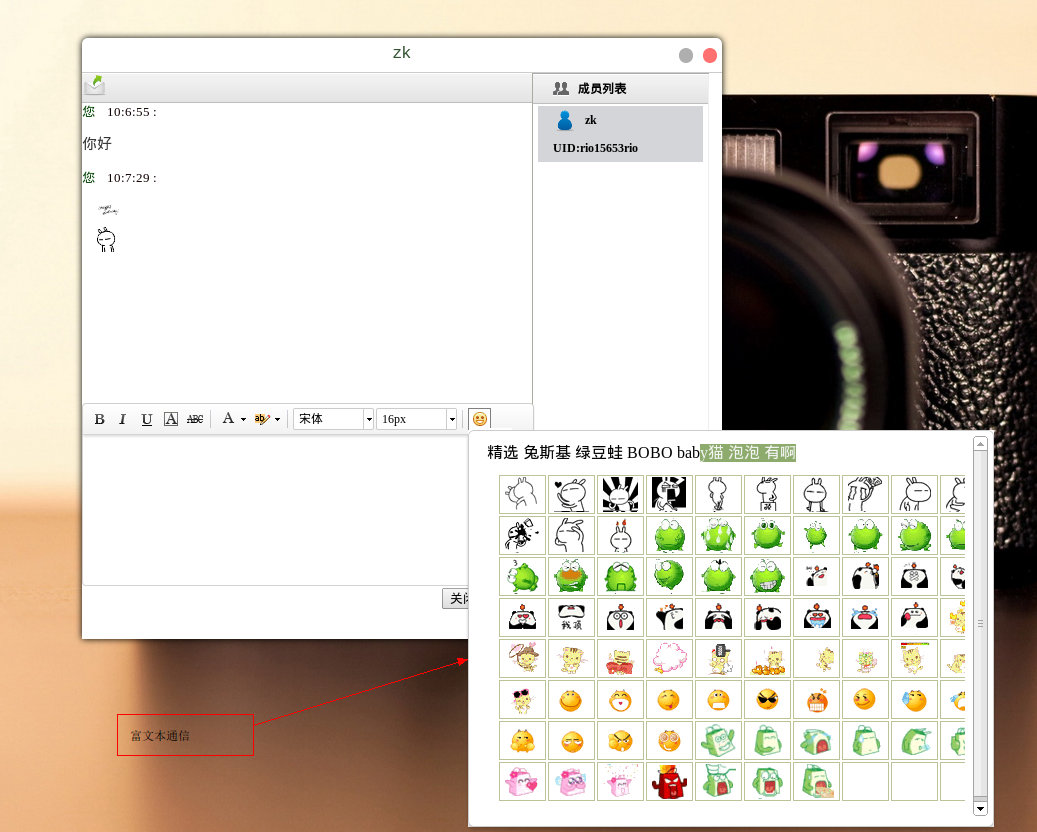 zk
成员列表
您 10:6:55 :
你好
您 10:7:29 :
zk
UID:rio15653rio
B I U A ABC A ab
宋体
16px
关闭
精选 兔斯基 绿豆蛙 BOBO baby猫 泡泡 有啊
我顶
富文本通信